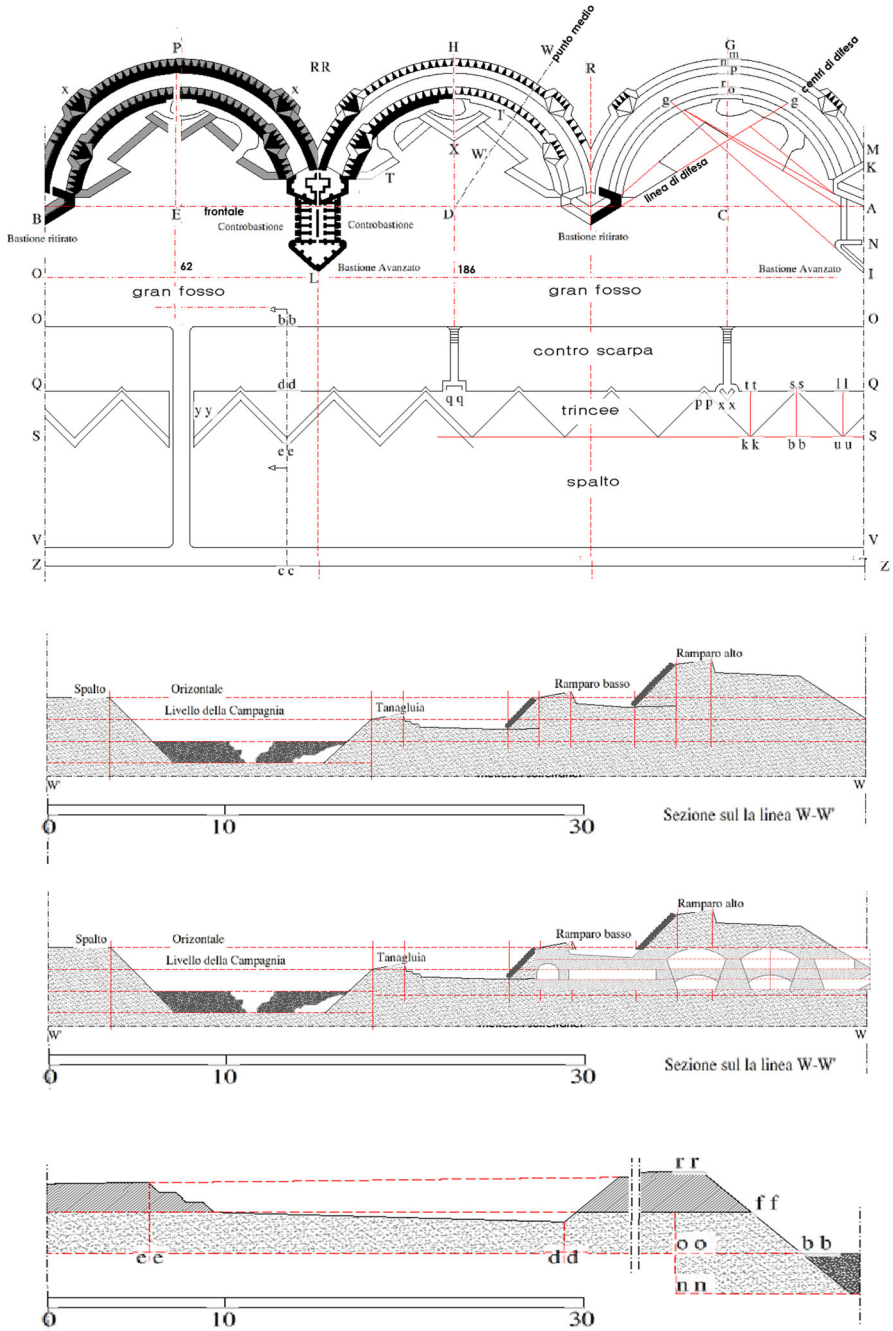 P
H
W
punto medio
G
m
n
p
r o
centri di difesa
RR
R
x
x
g
g
I'
X
W'
T
M
K
linea di difesa
B
E
frontale
D
C
A
Controbastione
Controbastione
Bastione ritirato
Bastione ritirato
N
O
62
L
Bastione Avanzato
186
Bastione Avanzato
I
gran fosso
gran fosso
O
b b
O
contro scarpa
Q
d d
q q
p p
x x
t t
s s
l l
Q
y y
trincee
S
e e
k k
b b
u u
S
spalto
V
V
Z
c c
Z
Ramparo alto
Spalto
Orizontale
Ramparo basso
Livello della Campagnia
Tanagluia
W'
W
0
10
30
Sezione sul la linea W-W'
Ramparo alto
Spalto
Orizontale
Ramparo basso
Livello della Campagnia
Tanagluia
W'
W
0
10
30
Sezione sul la linea W-W'
r r
f f
e e
d d
o o
b b
n n
0
10
30